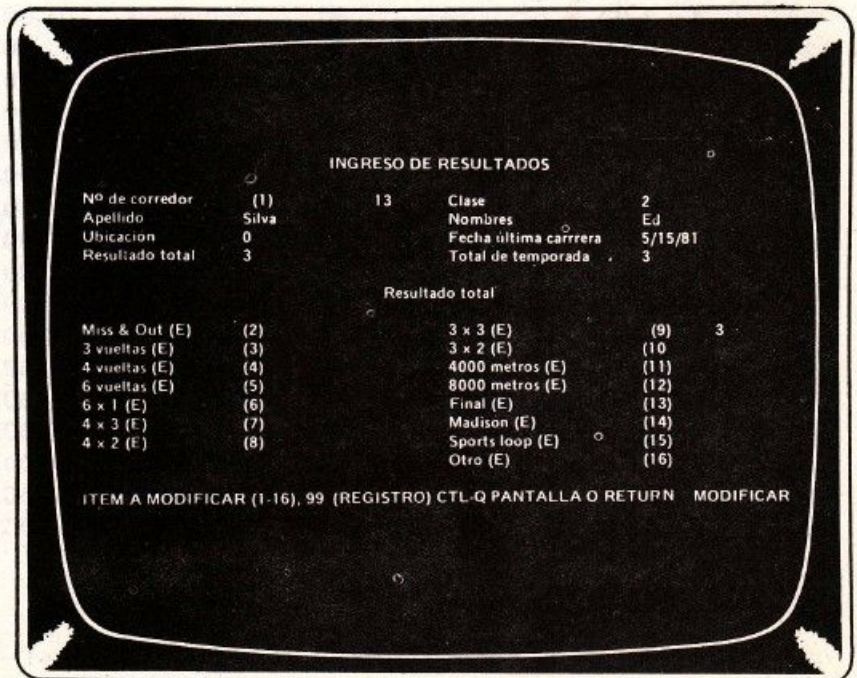 INGRESO DE RESULTADOS
Nº de corredor (1) 13 Clase 2
Apellido Silva Nombres Ed
Ubicacion 0 Fecha última carrrera 5/15/81
Resultado total 3 Total de temporada . 3
Resultado total
Miss & Out (E) (2) 3 x 3 (E) (9) 3
3 vueltas (E) (3) 3 x 2 (E) (10
4 vueltas (E) (4) 4000 metros (E) (11)
6 vueltas (E) (5) 8000 metros (E) (12)
6 x 1 (E) (6) Final (E) (13)
4 x 3 (E) (7) Madison (E) (14)
4 x 2 (E) (8) Sports loop (E) (15)
Otro (E) (16)
ITEM A MODIFICAR (1-16), 99 (REGISTRO) CTL-Q PANTALLA O RETURN MODIFICAR